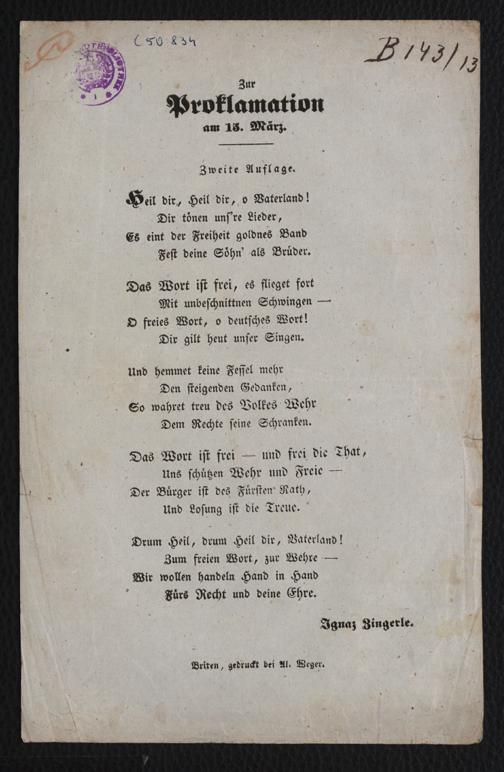 C 50.834
B 143/13
Zur
Proklamation
am 15. März.
Zweite Auflage.
Heil dir, Heil dir, o Vaterland!
Dir tönen uns're Lieder,
Es eint der Freiheit goldnes Band
Fest deine Söhn' als Brüder.
Das Wort ist frei, es flieget fort
Mit unbeschnittnen Schwingen —
O freies Wort, o deutsches Wort!
Dir gilt heut unser Singen.
Und hemmet keine Fessel mehr
Den steigenden Gedanken,
So wahret treu des Volkes Wehr
Dem Rechte seine Schranken.
Das Wort ist frei — und frei die That,
Uns schützen Wehr und Freie —
Der Bürger ist des Fürsten Rath,
Und Losung ist die Treue.
Drum Heil, drum Heil dir, Vaterland!
Zum freien Wort, zur Wehre —
Wir wollen handeln Hand in Hand
Fürs Recht und deine Ehre.
Ignaz Zingerle.
Brixen, gedruckt bei Al. Weger.